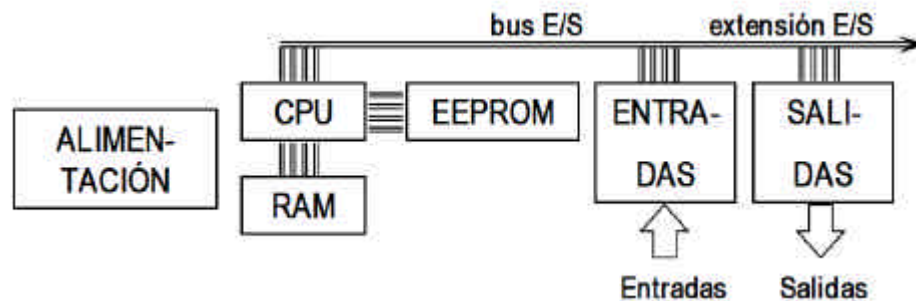 bus E/S
extensión E/S
CPU
EEPROM
ENTRA-
DAS
SALI-
DAS
ALIMEN-
TACIÓN
RAM
Entradas
Salidas